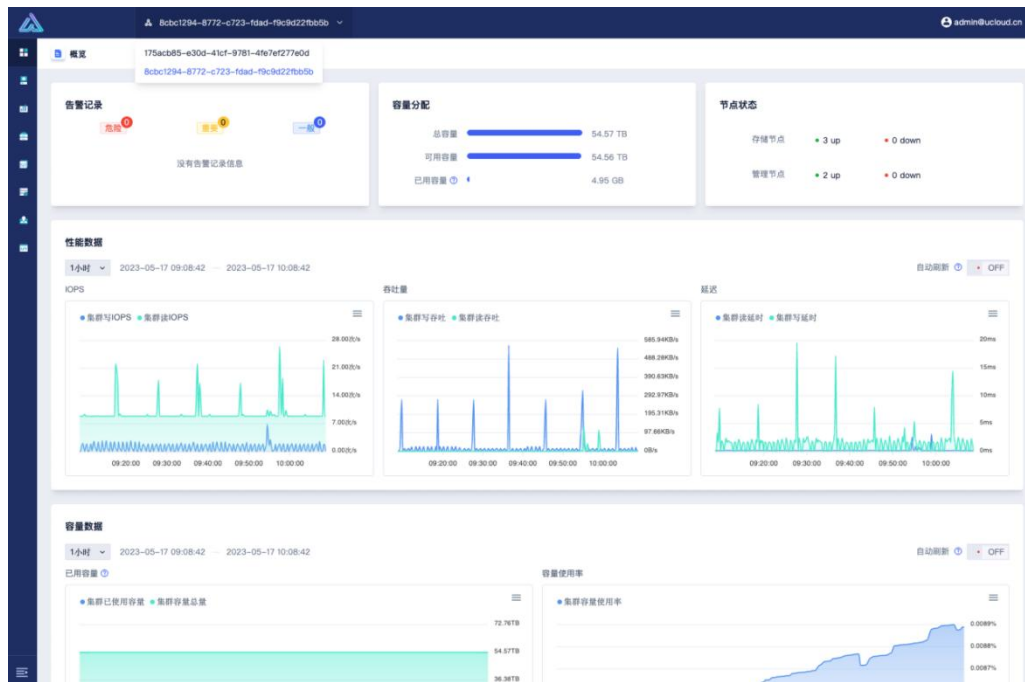 8cbc1294-8772-c723-fdad-f9c9d22fbb5b
admin@ucloud.cn
概览
175acb85-e30d-41cf-9781-4fe7ef277e0d
8cbc1294-8772-c723-fdad-f9c9d22fbb5b
告警记录
危险 0
重要 0
一般 0
没有告警记录信息
容量分配
总容量 54.57 TB
可用容量 54.56 TB
已用容量 4.95 GB
节点状态
存储节点 3 up 0 down
管理节点 2 up 0 down
性能数据
1小时 2023-05-17 09:08:42 — 2023-05-17 10:08:42
自动刷新 OFF
IOPS
集群写IOPS 集群读IOPS
28.00次/s
21.00次/s
14.00次/s
7.00次/s
0.00次/s
09:20:00 09:30:00 09:40:00 09:50:00 10:00:00
吞吐量
集群写吞吐 集群读吞吐
585.94KB/s
488.28KB/s
390.63KB/s
292.97KB/s
195.31KB/s
97.66KB/s
0B/s
09:20:00 09:30:00 09:40:00 09:50:00 10:00:00
延迟
集群读延时 集群写延时
20ms
15ms
10ms
5ms
0ms
09:20:00 09:30:00 09:40:00 09:50:00 10:00:00
容量数据
1小时 2023-05-17 09:08:42 — 2023-05-17 10:08:42
自动刷新 OFF
已用容量
集群已使用容量 集群容量总量
72.76TB
54.57TB
36.38TB
容量使用率
集群容量使用率
0.0089%
0.0088%
0.0087%